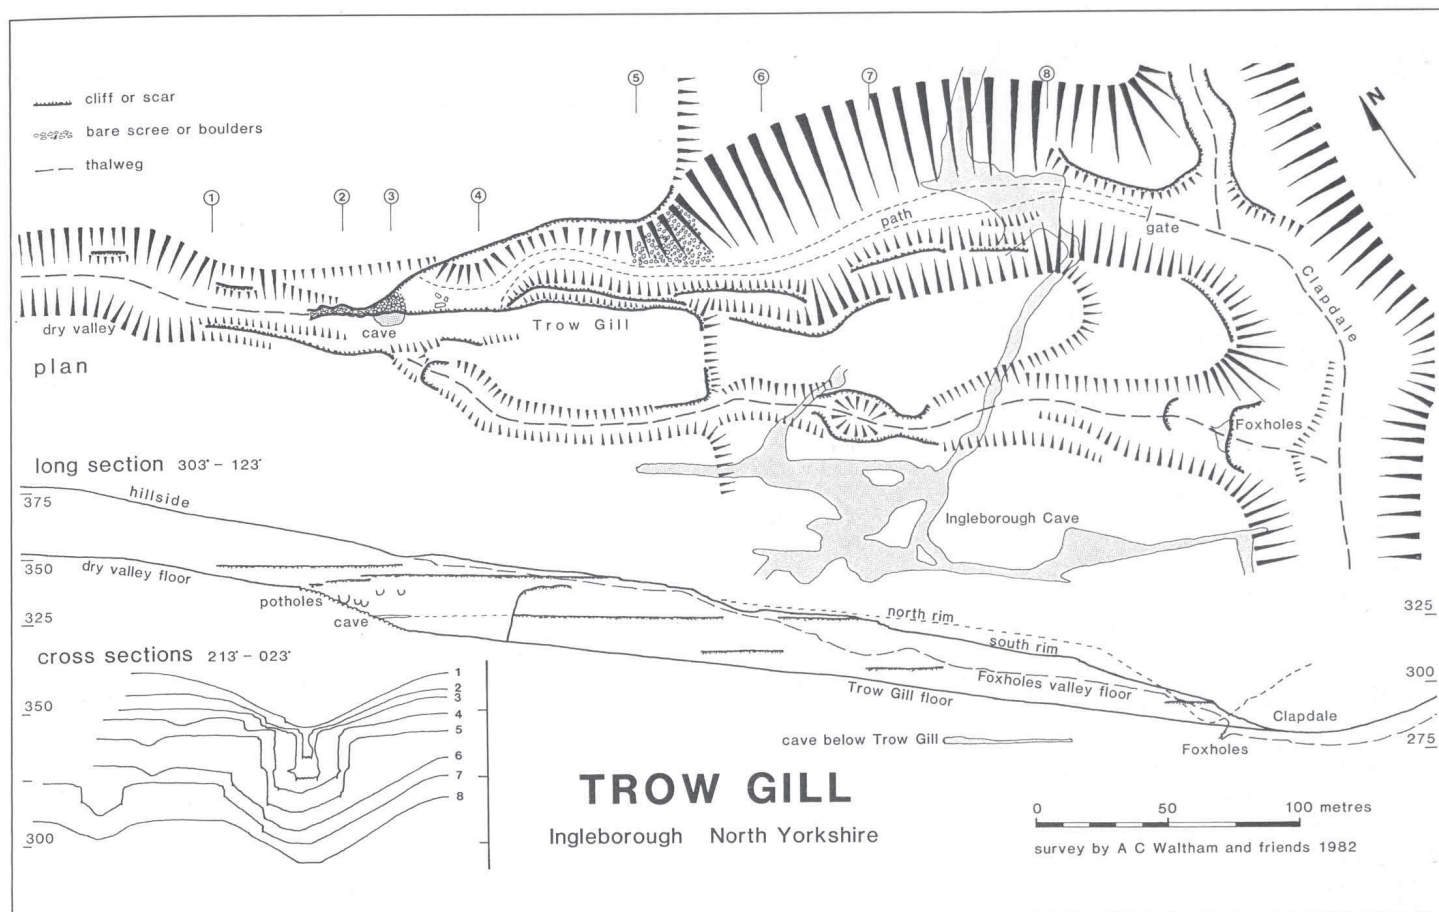 cliff or scar
bare scree or boulders
thalweg
1
2
3
4
5
6
7
8
N
path
gate
Clapdale
dry valley
cave
Trow Gill
plan
Foxholes
Ingleborough Cave
long section 303° – 123°
375
hillside
350
dry valley floor
potholes
325
cave
north rim
325
south rim
300
Foxholes valley floor
Trow Gill floor
Clapdale
275
Foxholes
cave below Trow Gill
cross sections 213° – 023°
1
2
3
4
5
6
7
8
350
300
TROW GILL
Ingleborough North Yorkshire
0 50 100 metres
survey by A C Waltham and friends 1982